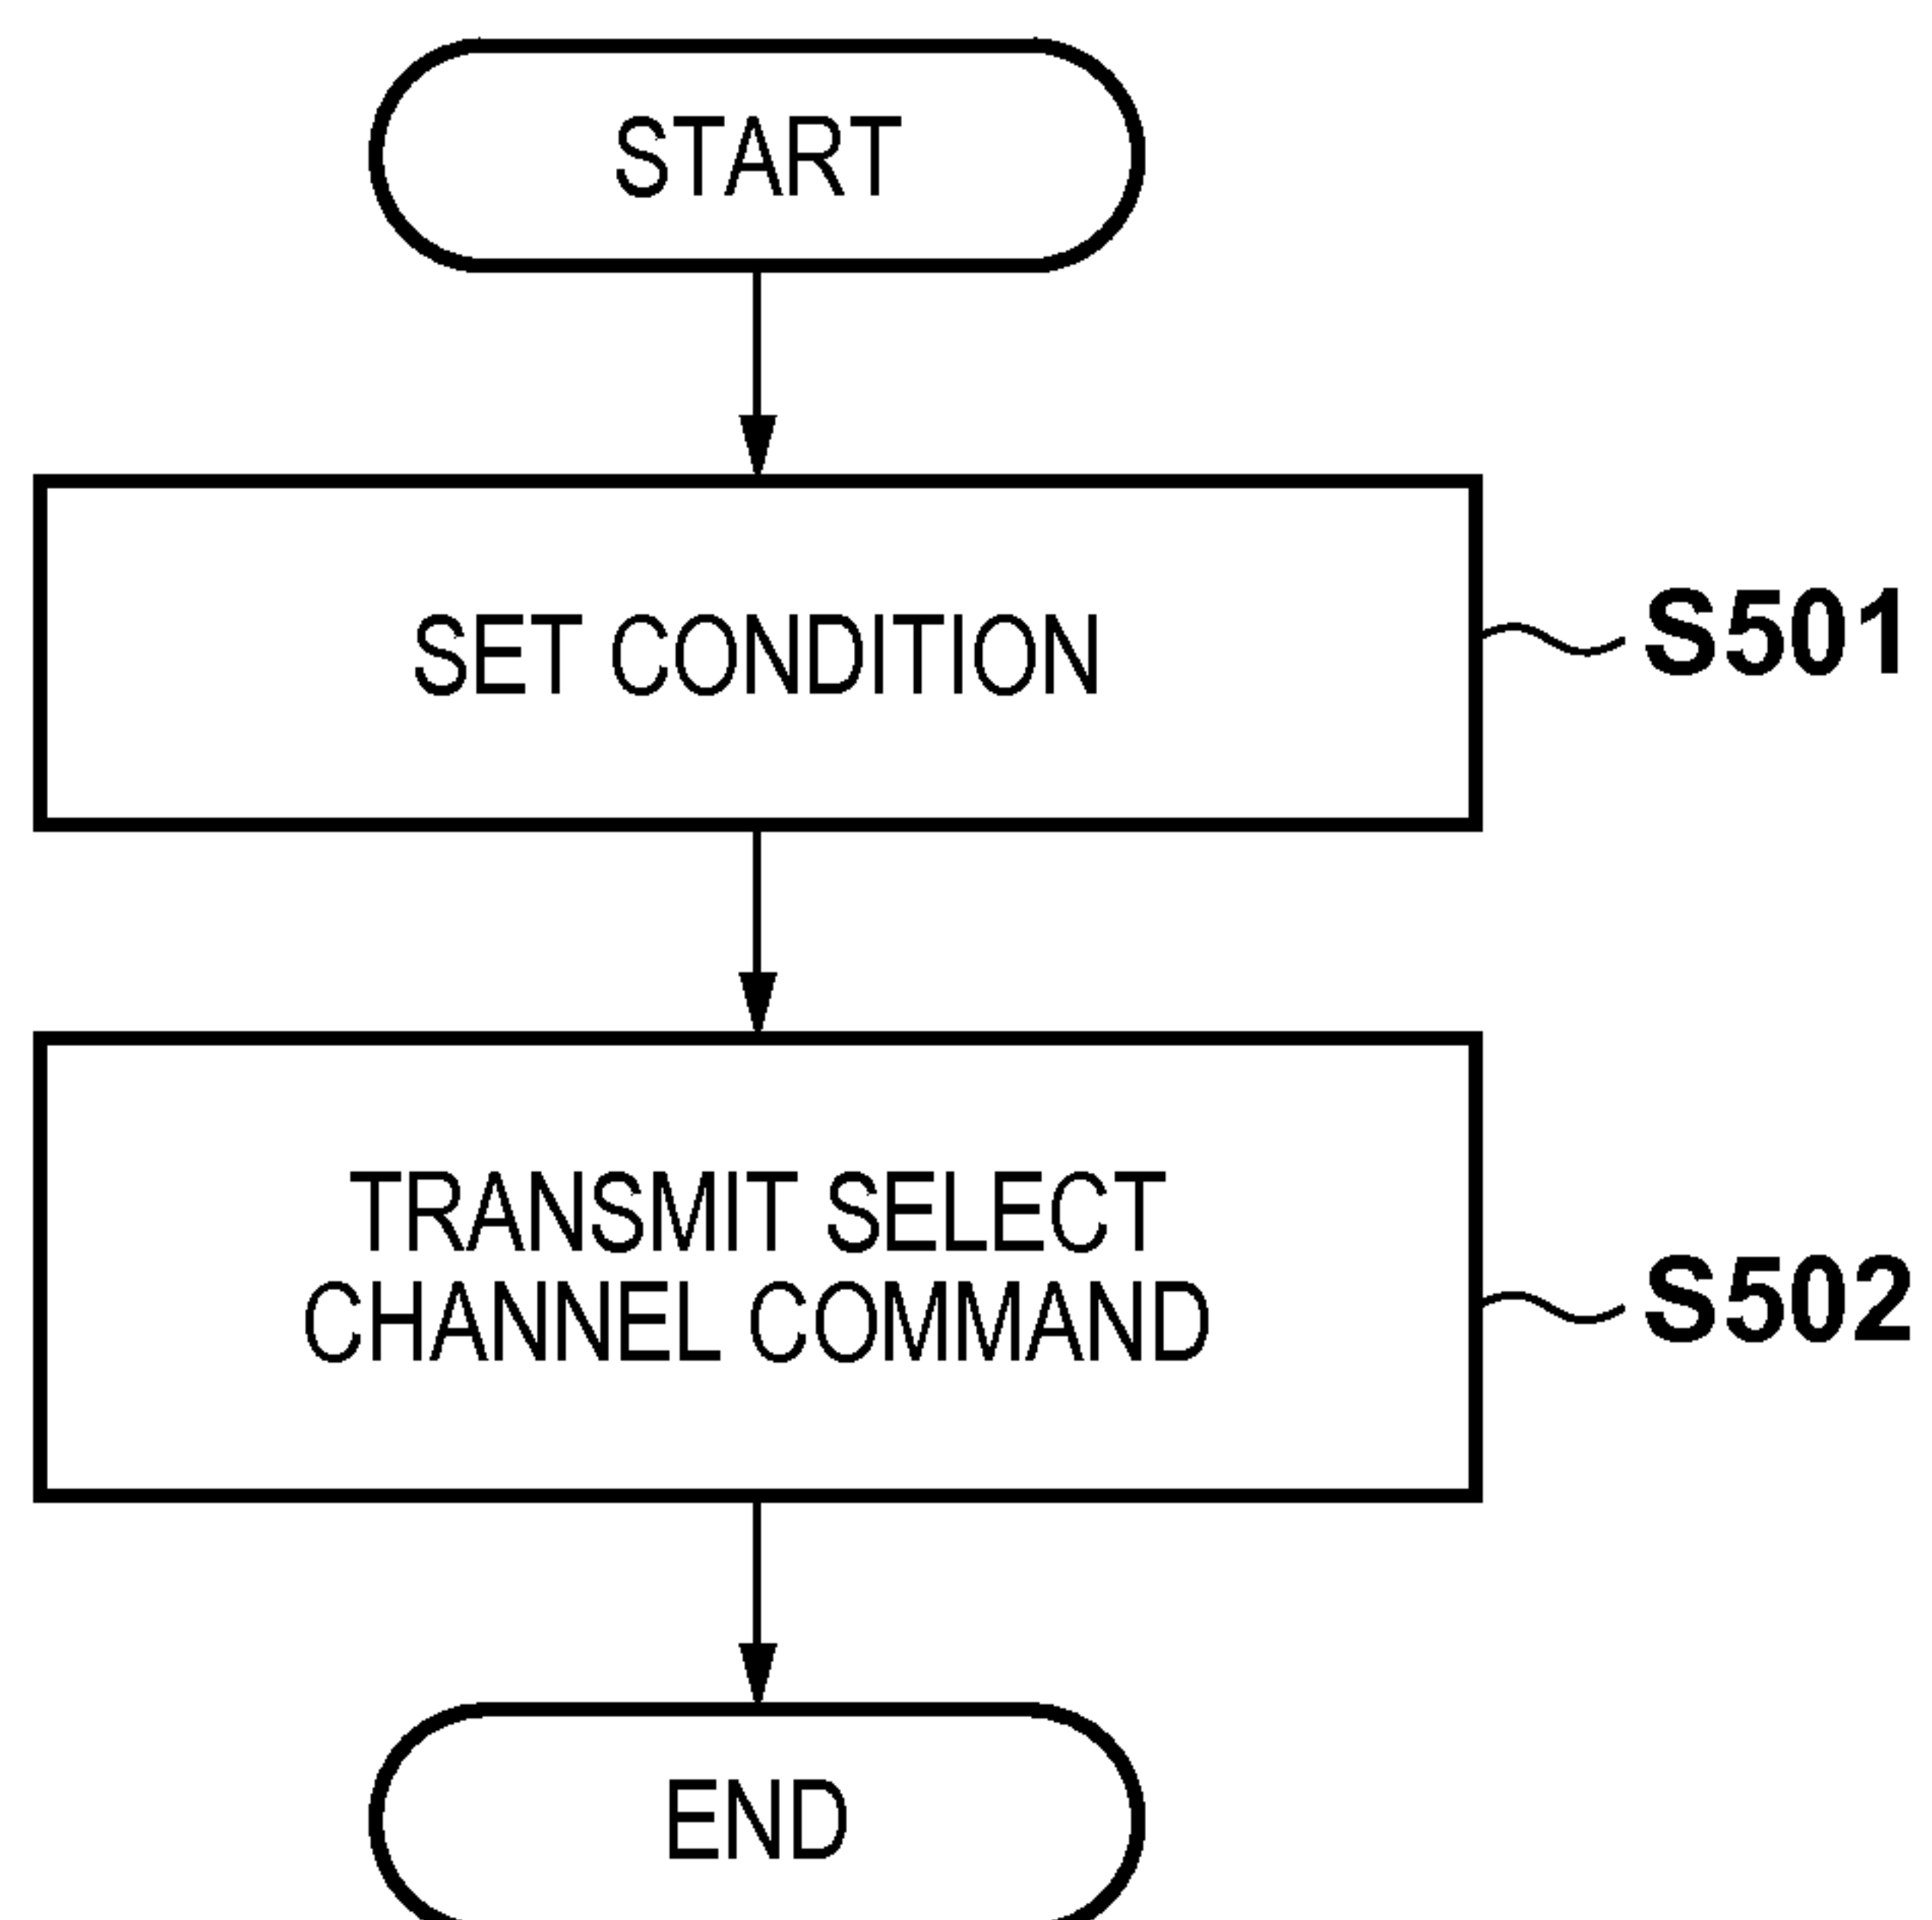 START
SET CONDITION
S501
TRANSMIT SELECT
CHANNEL COMMAND
S502
END